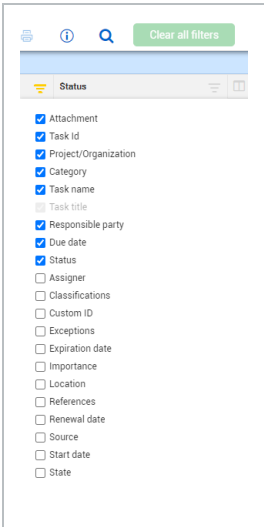 Clear all filters
Status
Attachment
Task Id
Project/Organization
Category
Task name
Task title
Responsible party
Due date
Status
Assigner
Classifications
Custom ID
Exceptions
Expiration date
Importance
Location
References
Renewal date
Source
Start date
State